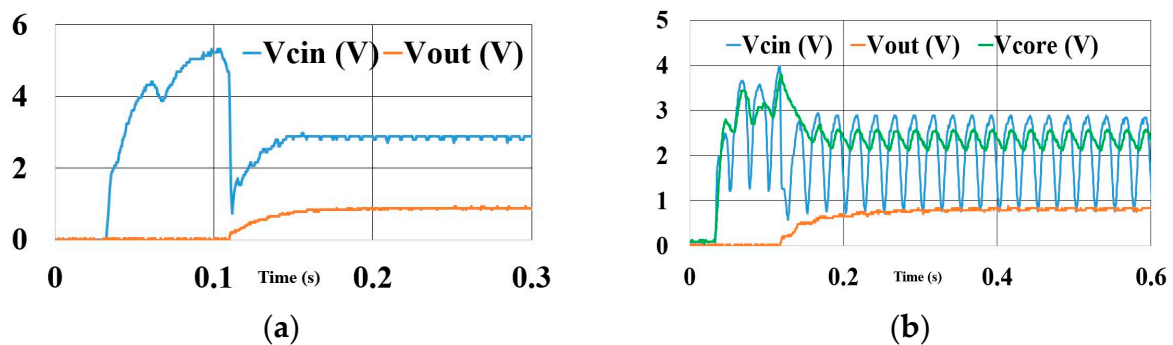 6
Vcin (V) Vout (V)
4
2
0
0 0.1 Time (s) 0.2 0.3
(a)
5
Vcin (V) Vout (V) Vcore (V)
4
3
2
1
0
0 0.2 Time (s) 0.4 0.6
(b)